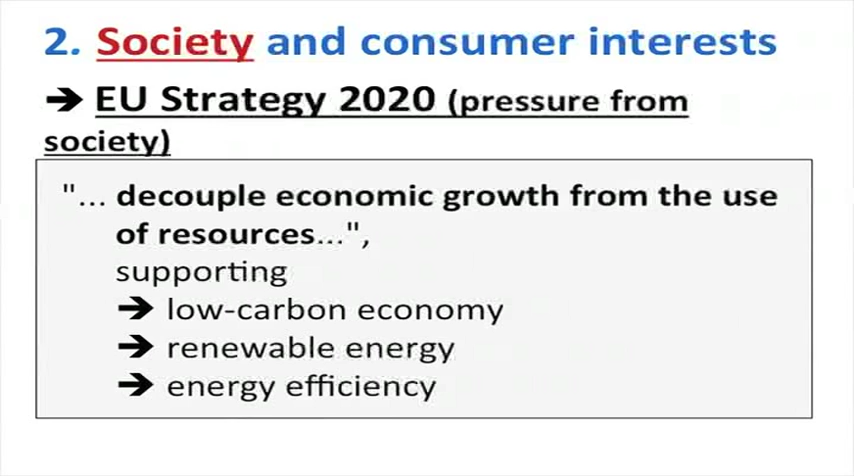 2. Society and consumer interests
➔ EU Strategy 2020 (pressure from
society)
"... decouple economic growth from the use
of resources...",
supporting
➔ low-carbon economy
➔ renewable energy
➔ energy efficiency